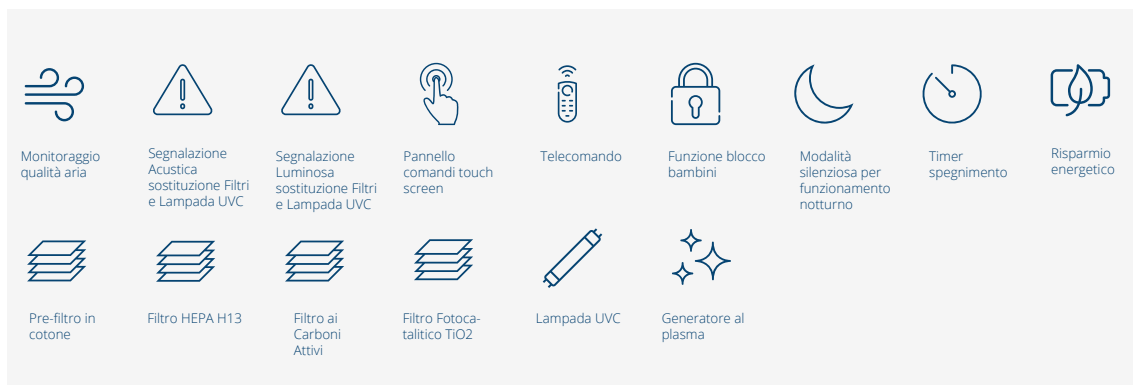 Monitoraggio
qualità aria
Segnalazione
Acustica
sostituzione Filtri
e Lampada UVC
Segnalazione
Luminosa
sostituzione Filtri
e Lampada UVC
Pannello
comandi touch
screen
Telecomando
Funzione blocco
bambini
Modalità
silenziosa per
funzionamento
notturno
Timer
spegnimento
Risparmio
energetico
Pre-filtro in
cotone
Filtro HEPA H13
Filtro ai
Carboni
Attivi
Filtro Fotoca-
talitico TiO2
Lampada UVC
Generatore al
plasma